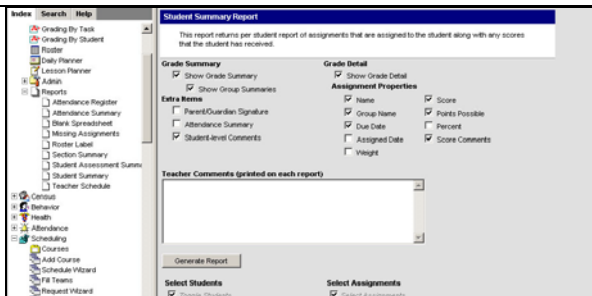 Index Search Help
Grading By Task
Grading By Student
Roster
Daily Planner
Lesson Planner
Admin
Reports
Attendance Register
Attendance Summary
Blank Spreadsheet
Missing Assignments
Roster Label
Section Summary
Student Assessment Summa
Student Summary
Teacher Schedule
Census
Behavior
Health
Attendance
Scheduling
Courses
Add Course
Schedule Wizard
Fill Teams
Request Wizard
Student Summary Report
This report returns per student report of assignments that are assigned to the student along with any scores
that the student has received.
Grade Summary
Show Grade Summary
Show Group Summaries
Extra Items
Parent/Guardian Signature
Attendance Summary
Student-level Comments
Grade Detail
Show Grade Detail
Assignment Properties
Name Score
Group Name Points Possible
Due Date Percent
Assigned Date Score Comments
Weight
Teacher Comments (printed on each report)
Generate Report
Select Students Select Assignments